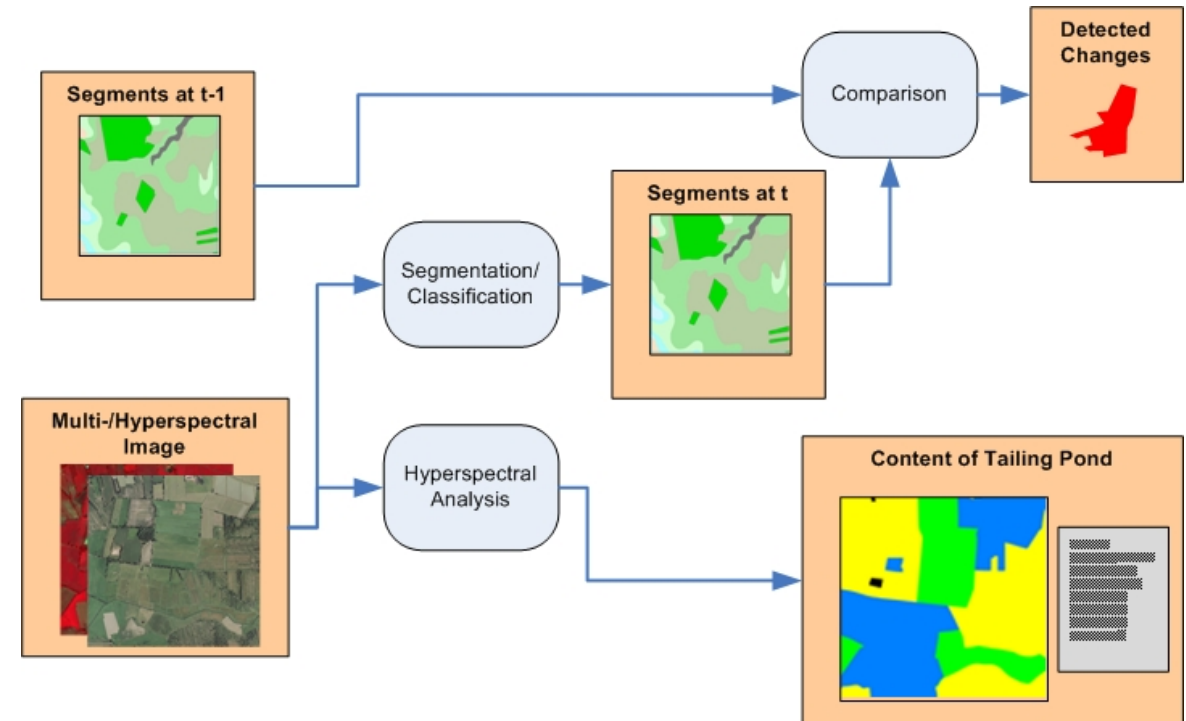 Segments at t-1
Comparison
Detected
Changes
Segmentation/
Classification
Segments at t
Multi-/Hyperspectral
Image
Hyperspectral
Analysis
Content of Tailing Pond